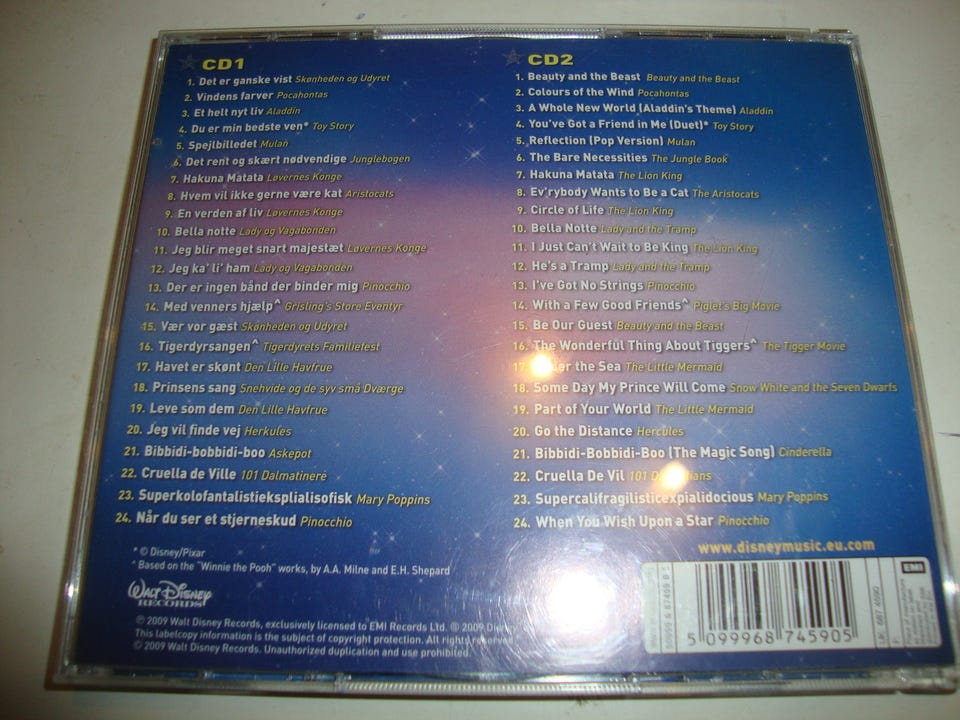 CD1
1. Det er ganske vist Skønheden og Udyret
2. Vindens farver Pocahontas
3. Et helt nyt liv Aladdin
4. Du er min bedste ven* Toy Story
5. Spejlbilledet Mulan
6. Det rent og skært nødvendige Junglebogen
7. Hakuna Matata Løvernes Konge
8. Hvem vil ikke gerne være kat Aristocats
9. En verden af liv Løvernes Konge
10. Bella notte Lady og Vagabonden
11. Jeg blir meget snart majestæt Løvernes Konge
12. Jeg ka' li' ham Lady og Vagabonden
13. Der er ingen bånd der binder mig Pinocchio
14. Med venners hjælp^ Grisling's Store Eventyr
15. Vær vor gæst Skønheden og Udyret
16. Tigerdyrsangen^ Tigerdyrets Familiefest
17. Havet er skønt Den Lille Havfrue
18. Prinsens sang Snehvide og de syv små Dværge
19. Leve som dem Den Lille Havfrue
20. Jeg vil finde vej Herkules
21. Bibbidi-bobbidi-boo Askepot
22. Cruella de Ville 101 Dalmatinere
23. Superkolofantalistieksplialisofisk Mary Poppins
24. Når du ser et stjerneskud Pinocchio
* © Disney/Pixar
^ Based on the "Winnie the Pooh" works, by A.A. Milne and E.H. Shepard
Walt Disney
RECORDS
℗ 2009 Walt Disney Records, exclusively licensed to EMI Records Ltd. © 2009 Disney
This labelcopy information is the subject of copyright protection. All rights reserved.
© 2009 Walt Disney Records. Unauthorized duplication and use prohibited.
CD2
1. Beauty and the Beast Beauty and the Beast
2. Colours of the Wind Pocahontas
3. A Whole New World (Aladdin's Theme) Aladdin
4. You've Got a Friend in Me (Duet)* Toy Story
5. Reflection (Pop Version) Mulan
6. The Bare Necessities The Jungle Book
7. Hakuna Matata The Lion King
8. Ev'rybody Wants to Be a Cat The Aristocats
9. Circle of Life The Lion King
10. Bella Notte Lady and the Tramp
11. I Just Can't Wait to Be King The Lion King
12. He's a Tramp Lady and the Tramp
13. I've Got No Strings Pinocchio
14. With a Few Good Friends^ Piglet's Big Movie
15. Be Our Guest Beauty and the Beast
16. The Wonderful Thing About Tiggers^ The Tigger Movie
17. the Sea The Little Mermaid
18. Some Day My Prince Will Come Snow White and the Seven Dwarfs
19. Part of Your World The Little Mermaid
20. Go the Distance Hercules
21. Bibbidi-Bobbidi-Boo (The Magic Song) Cinderella
22. Cruella De Vil 101
23. Supercalifragilisticexpialidocious Mary Poppins
24. When You Wish Upon a Star Pinocchio
www.disneymusic.eu.com
EMI
5 099968 745905